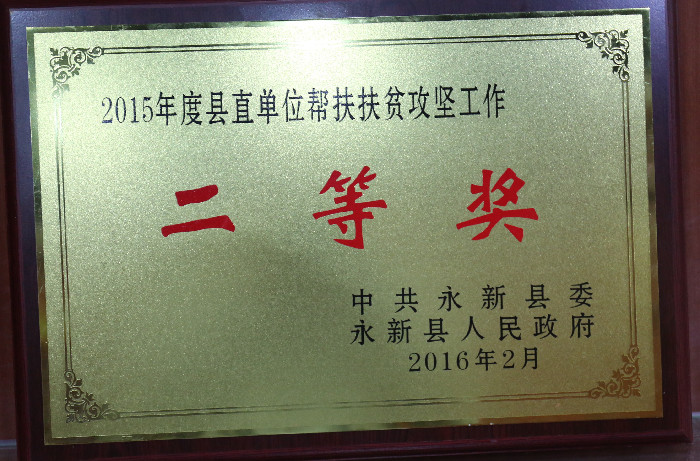 2015年度县直单位帮扶扶贫攻坚工作
二等奖
中共永新县委
永新县人民政府
2016年2月